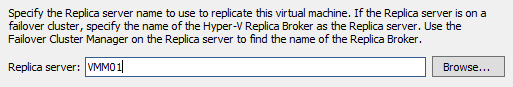 Specify the Replica server name to use to replicate this virtual machine. If the Replica server is on a
failover cluster, specify the name of the Hyper-V Replica Broker as the Replica server. Use the
Failover Cluster Manager on the Replica server to find the name of the Replica Broker.
Replica server: VMM01 Browse...